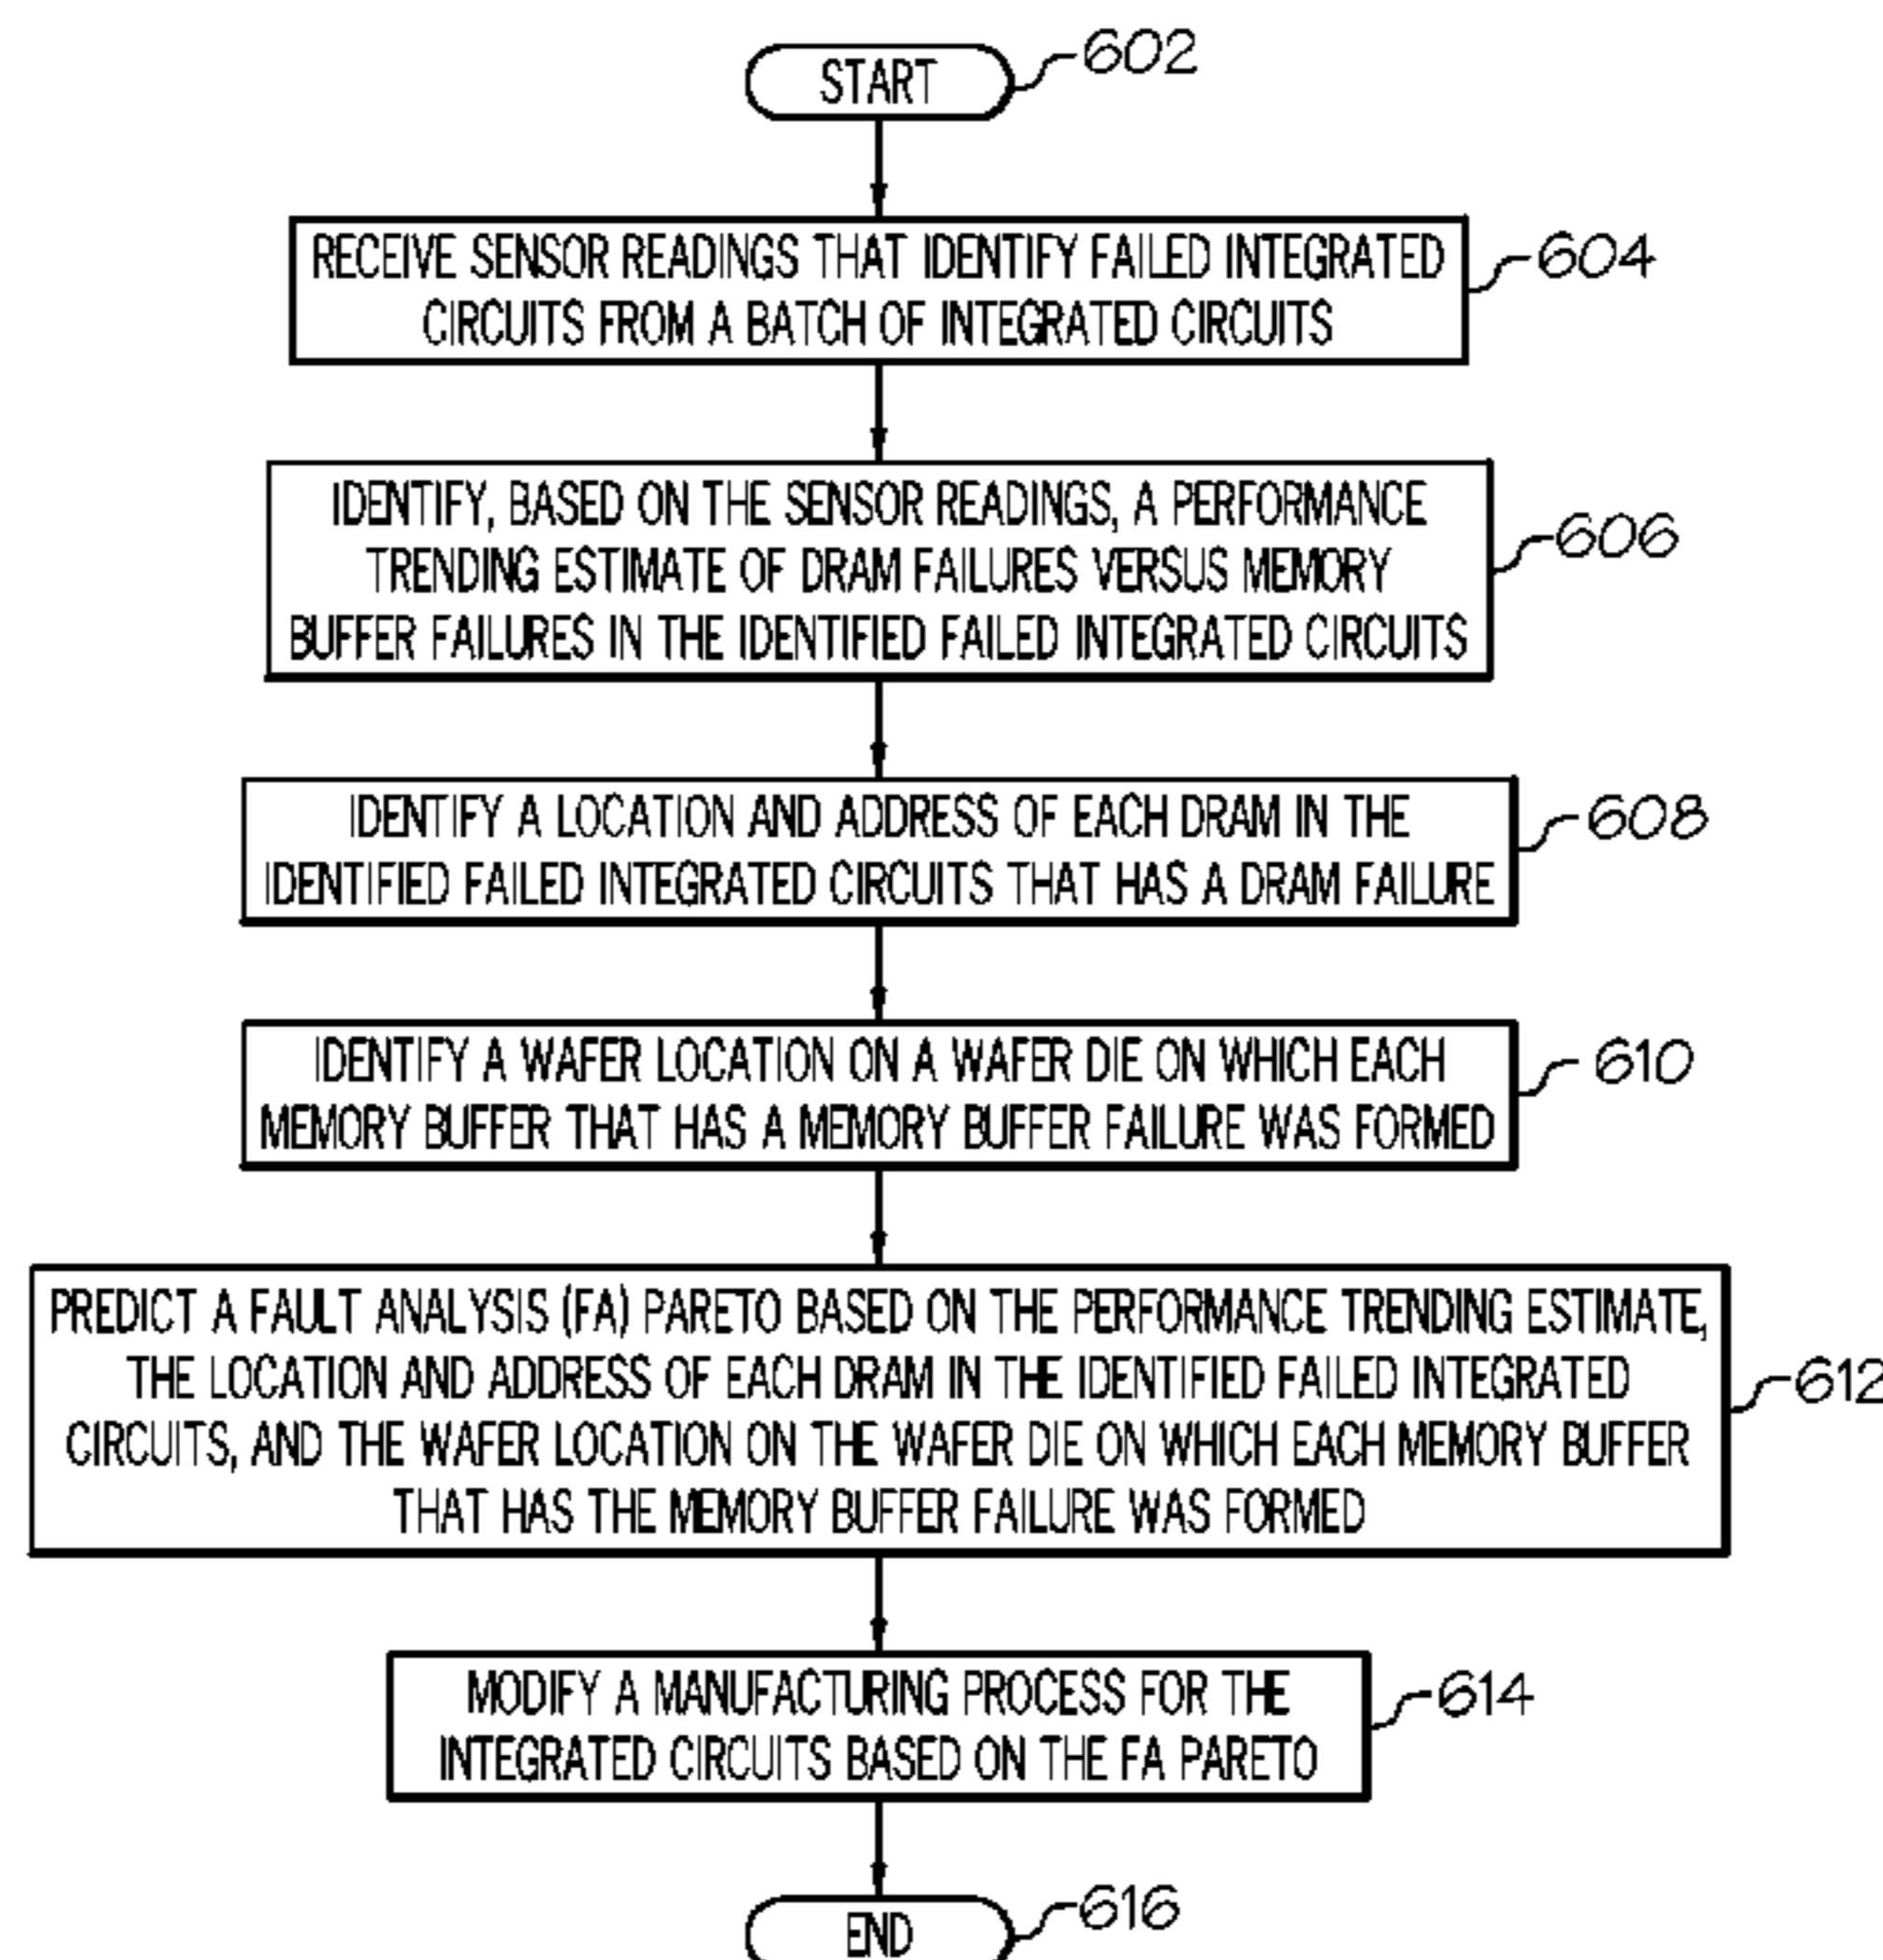 START
602
RECEIVE SENSOR READINGS THAT IDENTIFY FAILED INTEGRATED
CIRCUITS FROM A BATCH OF INTEGRATED CIRCUITS
604
IDENTIFY, BASED ON THE SENSOR READINGS, A PERFORMANCE
TRENDING ESTIMATE OF DRAM FAILURES VERSUS MEMORY
BUFFER FAILURES IN THE IDENTIFIED FAILED INTEGRATED CIRCUITS
606
IDENTIFY A LOCATION AND ADDRESS OF EACH DRAM IN THE
IDENTIFIED FAILED INTEGRATED CIRCUITS THAT HAS A DRAM FAILURE
608
IDENTIFY A WAFER LOCATION ON A WAFER DIE ON WHICH EACH
MEMORY BUFFER THAT HAS A MEMORY BUFFER FAILURE WAS FORMED
610
PREDICT A FAULT ANALYSIS (FA) PARETO BASED ON THE PERFORMANCE TRENDING ESTIMATE,
THE LOCATION AND ADDRESS OF EACH DRAM IN THE IDENTIFIED FAILED INTEGRATED
CIRCUITS, AND THE WAFER LOCATION ON THE WAFER DIE ON WHICH EACH MEMORY BUFFER
THAT HAS THE MEMORY BUFFER FAILURE WAS FORMED
612
MODIFY A MANUFACTURING PROCESS FOR THE
INTEGRATED CIRCUITS BASED ON THE FA PARETO
614
END
616